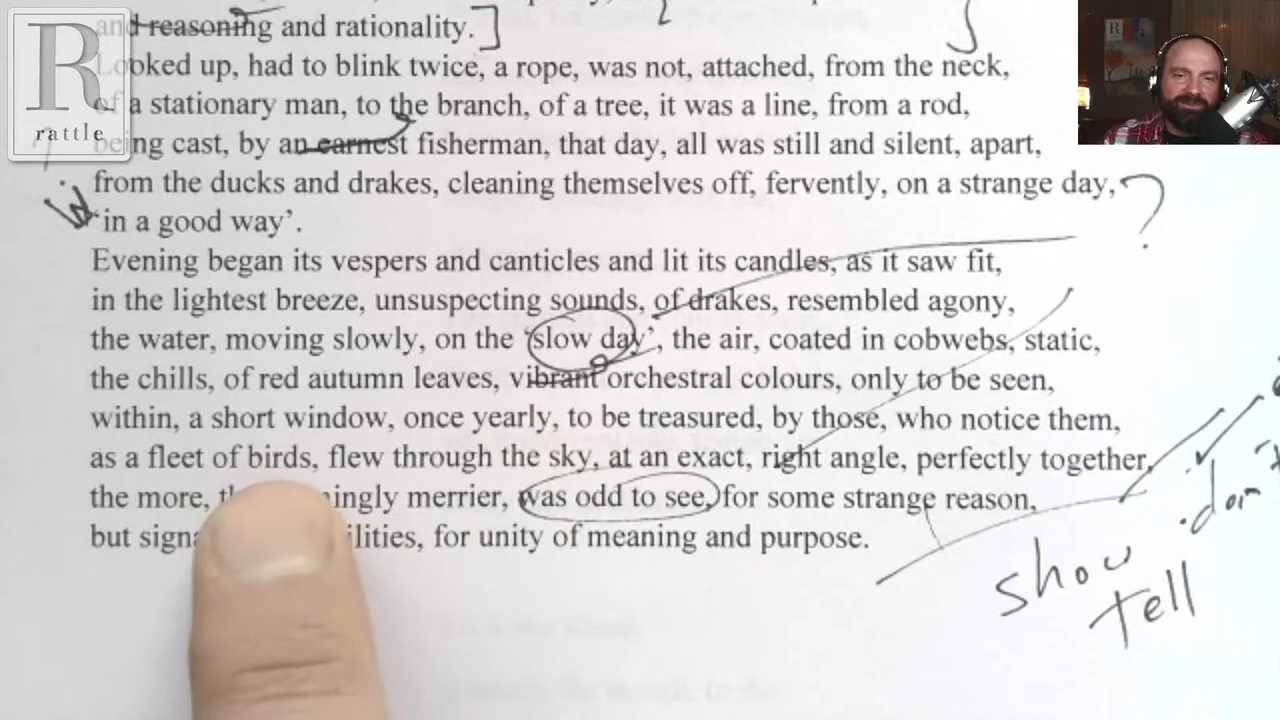 and reasoning and rationality.]
Looked up, had to blink twice, a rope, was not, attached, from the neck,
of a stationary man, to the branch, of a tree, it was a line, from a rod,
being cast, by an earnest fisherman, that day, all was still and silent, apart,
from the ducks and drakes, cleaning themselves off, fervently, on a strange day, ?
‘in a good way’.
Evening began its vespers and canticles and lit its candles, as it saw fit,
in the lightest breeze, unsuspecting sounds, of drakes, resembled agony,
the water, moving slowly, on the ‘slow day’, the air, coated in cobwebs, static,
the chills, of red autumn leaves, vibrant orchestral colours, only to be seen,
within, a short window, once yearly, to be treasured, by those, who notice them,
as a fleet of birds, flew through the sky, at an exact, right angle, perfectly together,
the more, was odd to see, for some strange reason,
but for unity of meaning and purpose.
show don't
tell
R
rattle